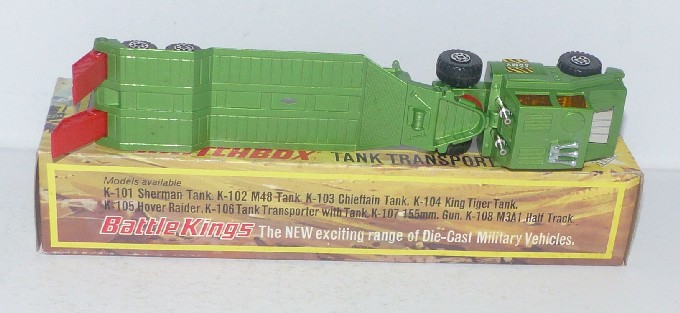 ARMY
TCHBOX TANK TRANSPORT
Models available
K-101 Sherman Tank. K-102 M48 Tank. K-103 Chieftain Tank. K-104 King Tiger Tank.
K-105 Hover Raider. K-106 Tank Transporter with Tank. K-107 155mm. Gun. K-108 M3A1 Half Track
BattleKings The NEW exciting range of Die-Cast Military Vehicles.